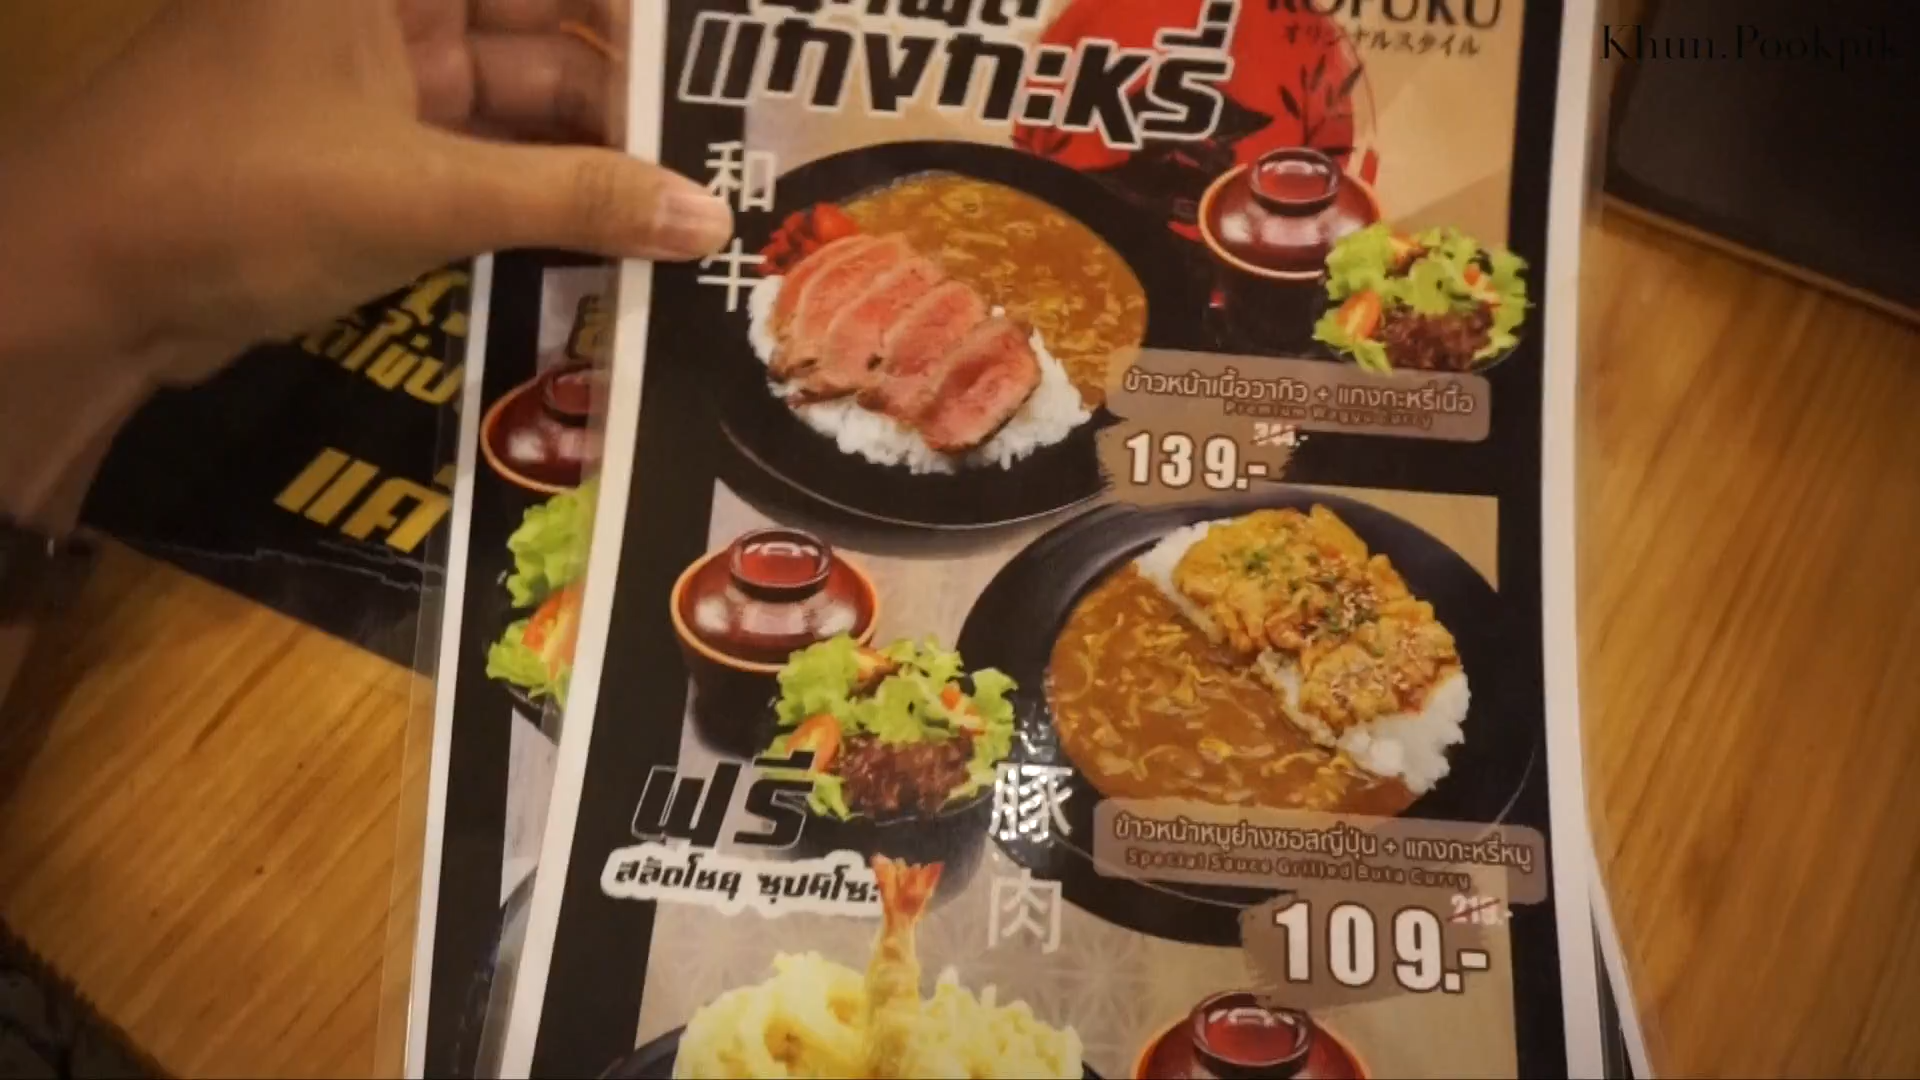 Khun.Pookpik
KOFUKU
オリジナルスタイル
แกงกะหรี่
和牛
ข้าวหน้าเนื้อวากิว + แกงกะหรี่เนื้อ
Premium Wagyu Curry
139.-
ฟรี
สลัดโชยุ ซุปมิโซะ
豚肉
ข้าวหน้าหมูย่างซอสญี่ปุ่น + แกงกะหรี่หมู
Special Sauce Grilled Buta Curry
219.-
109.-
แค่